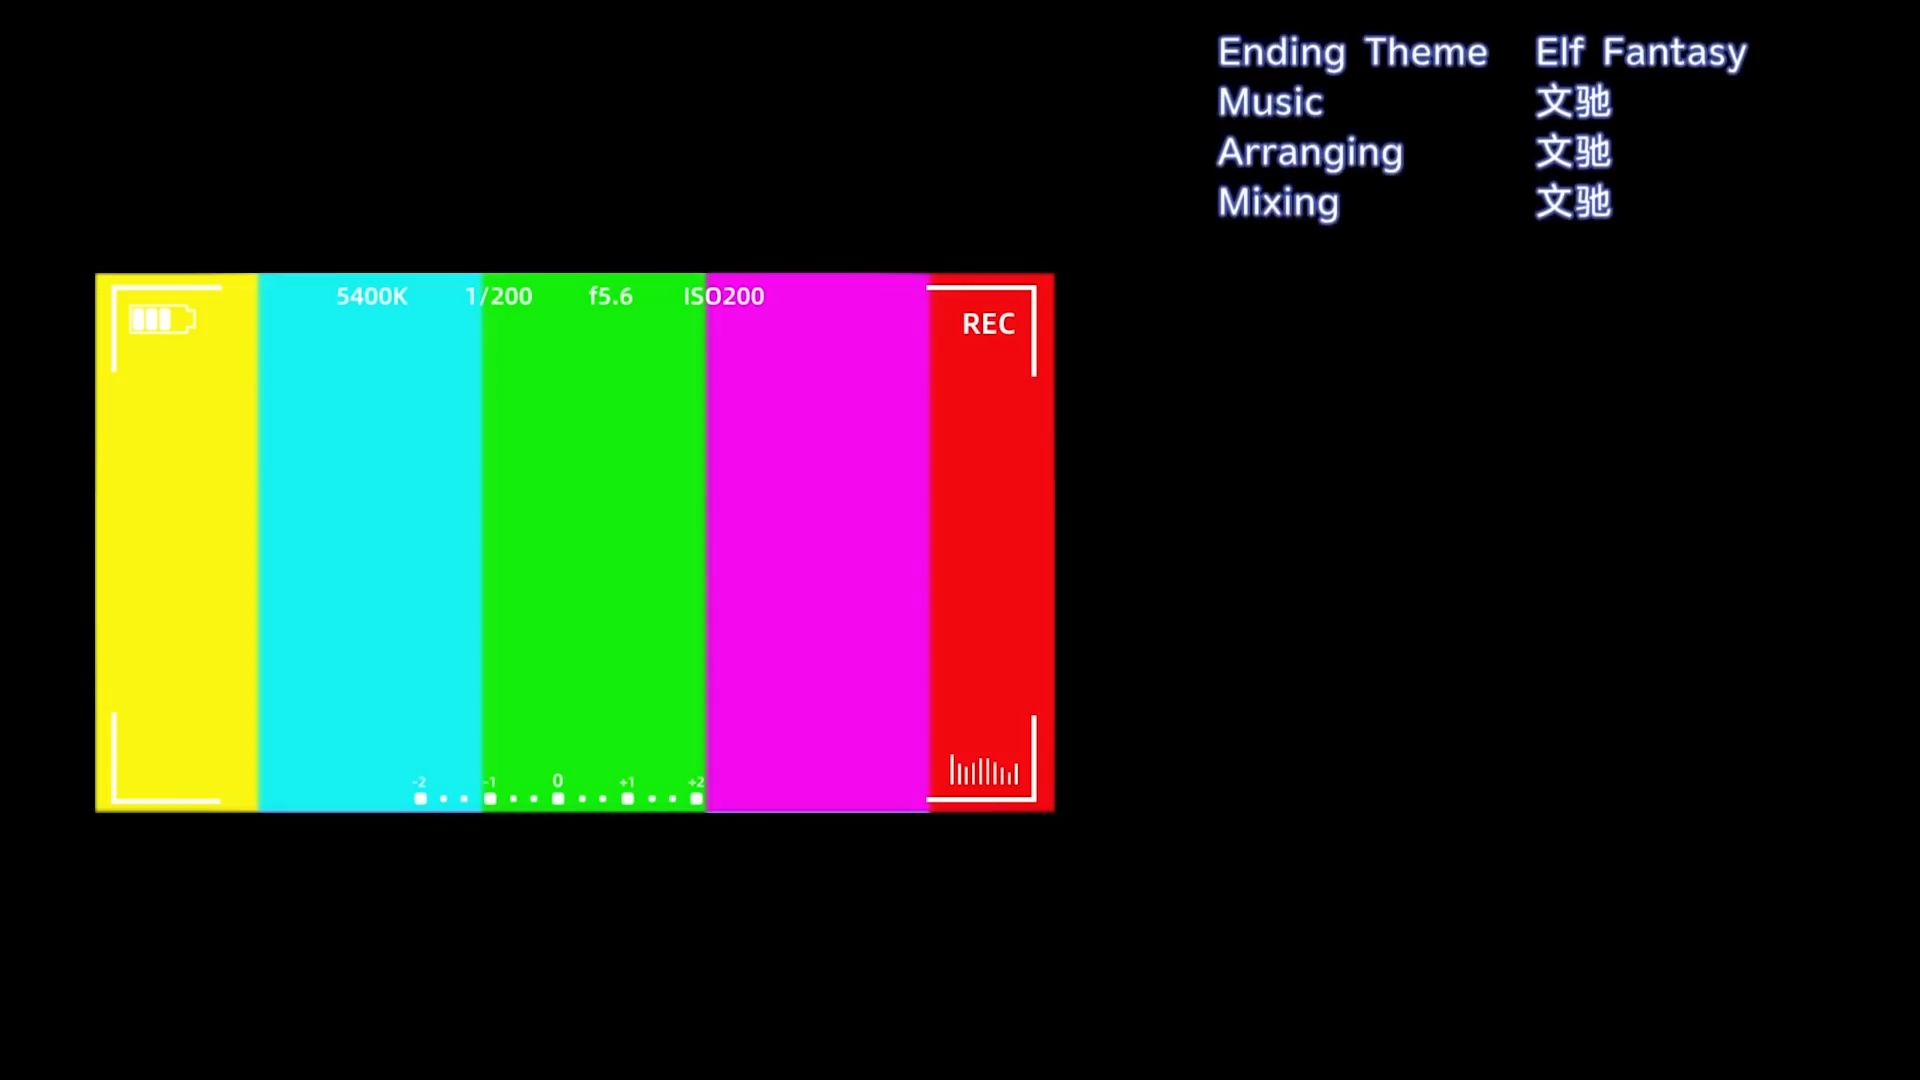 Ending Theme Elf Fantasy
Music 文驰
Arranging 文驰
Mixing 文驰
5400K 1/200 f5.6 ISO200
REC
-2 -1 0 +1 +2